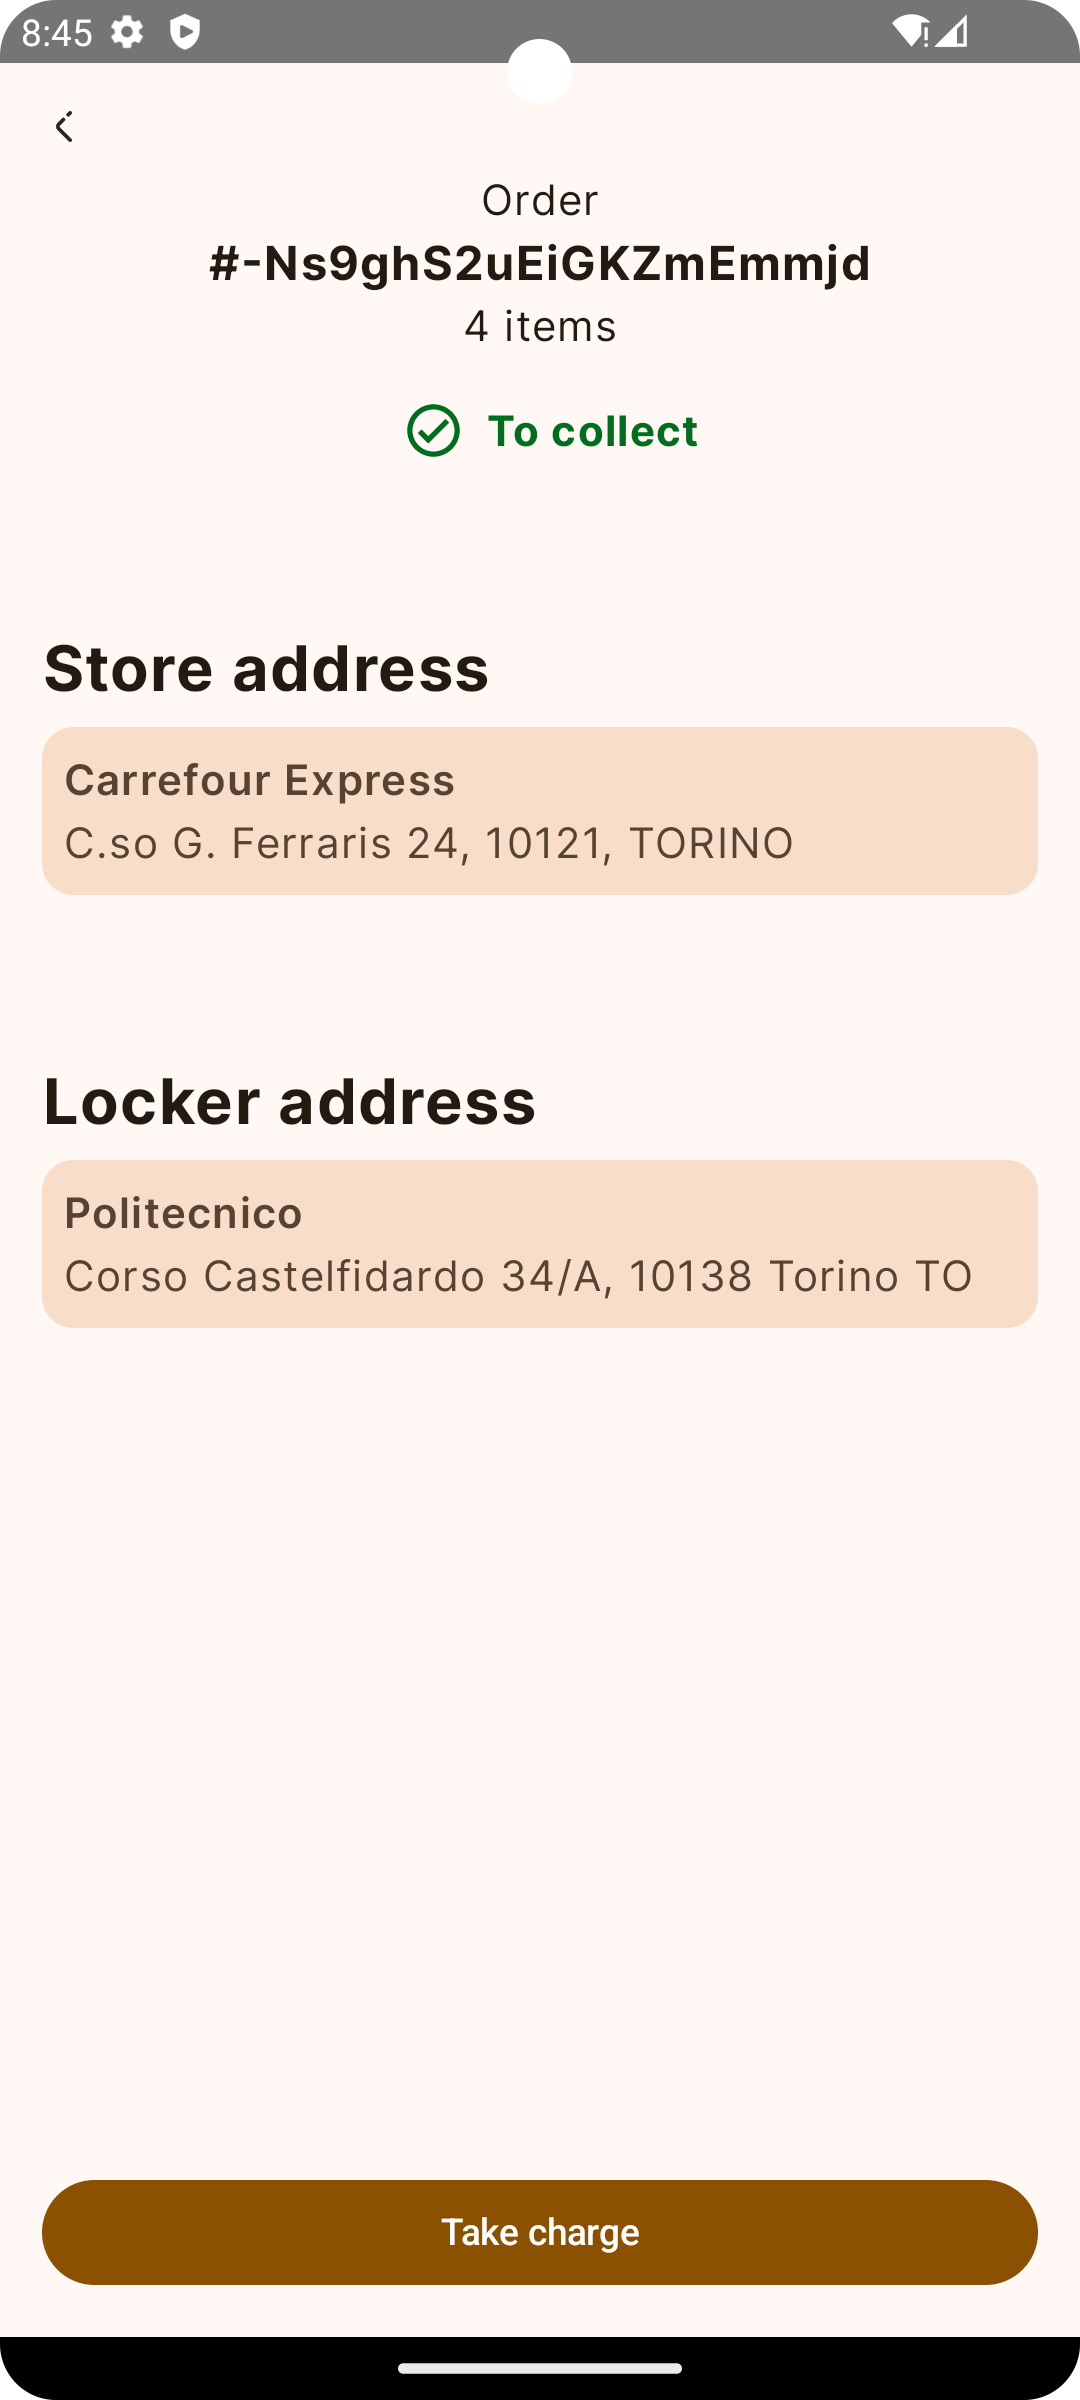 8:45
Order
#-Ns9ghS2uEiGKZmEmmjd
4 items
To collect
Store address
Carrefour Express
C.so G. Ferraris 24, 10121, TORINO
Locker address
Politecnico
Corso Castelfidardo 34/A, 10138 Torino TO
Take charge